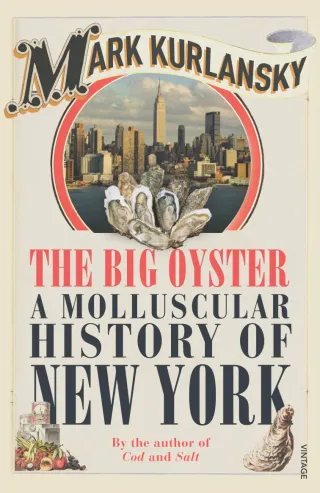 MARK KURLANSKY
THE BIG OYSTER
A MOLLUSCULAR
HISTORY OF
NEW YORK
By the author of
Cod and Salt
VINTAGE